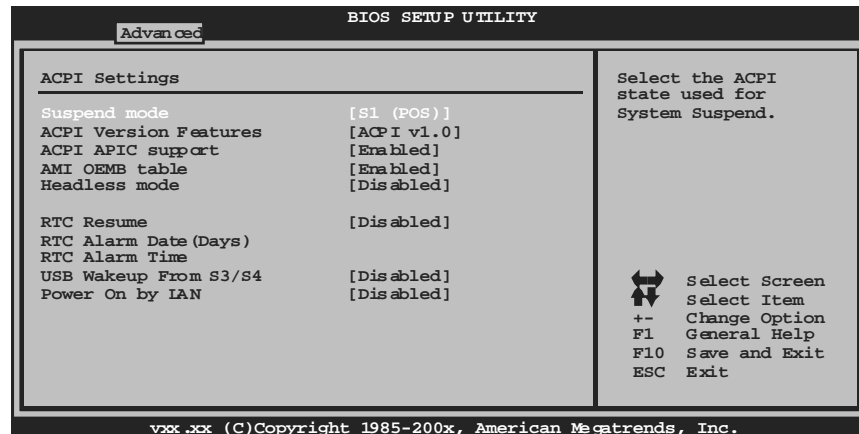 BIOS SETUP UTILITY
Advanced
ACPI Settings
Suspend mode [S1 (POS)]
ACPI Version Features [ACPI v1.0]
ACPI APIC support [Enabled]
AMI OEMB table [Enabled]
Headless mode [Disabled]
RTC Resume [Disabled]
RTC Alarm Date(Days)
RTC Alarm Time
USB Wakeup From S3/S4 [Disabled]
Power On by LAN [Disabled]
Select the ACPI
state used for
System Suspend.
Select Screen
Select Item
+- Change Option
F1 General Help
F10 Save and Exit
ESC Exit
vxx.xx (C)Copyright 1985-200x, American Megatrends, Inc.